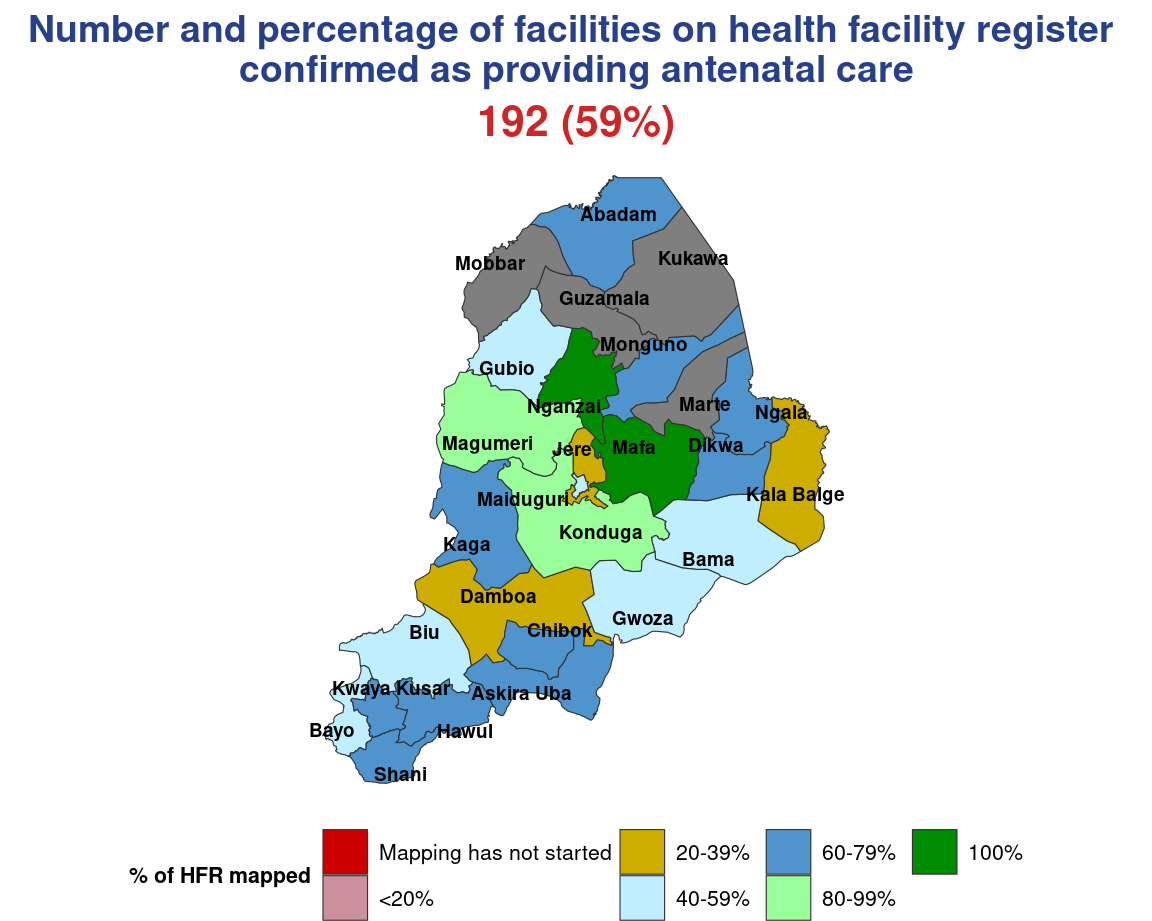 Number and percentage of facilities on health facility register
confirmed as providing antenatal care
192 (59%)
Abadam
Mobbar
Kukawa
Guzamala
Monguno
Gubio
Nganzai
Marte
Ngala
Magumeri
Jere
Mafa
Dikwa
Maiduguri
Kala Balge
Konduga
Kaga
Bama
Damboa
Gwoza
Biu
Chibok
Kwaya Kusar
Askira Uba
Bayo
Hawul
Shani
% of HFR mapped
Mapping has not started
20-39%
60-79%
100%
<20%
40-59%
80-99%